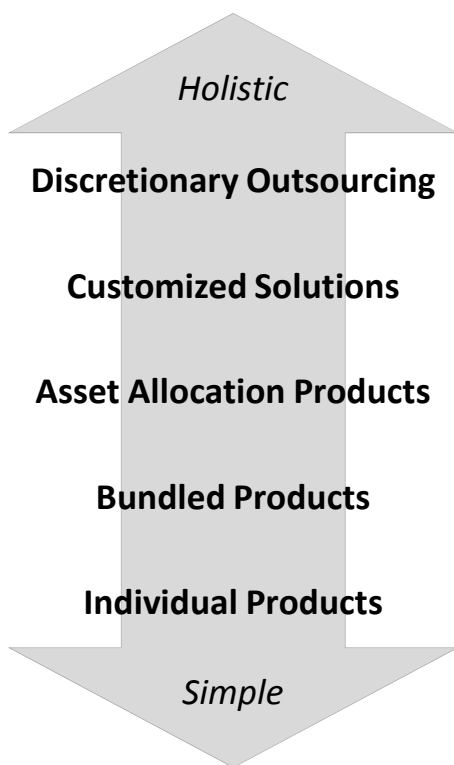 Holistic
Discretionary Outsourcing
Customized Solutions
Asset Allocation Products
Bundled Products
Individual Products
Simple